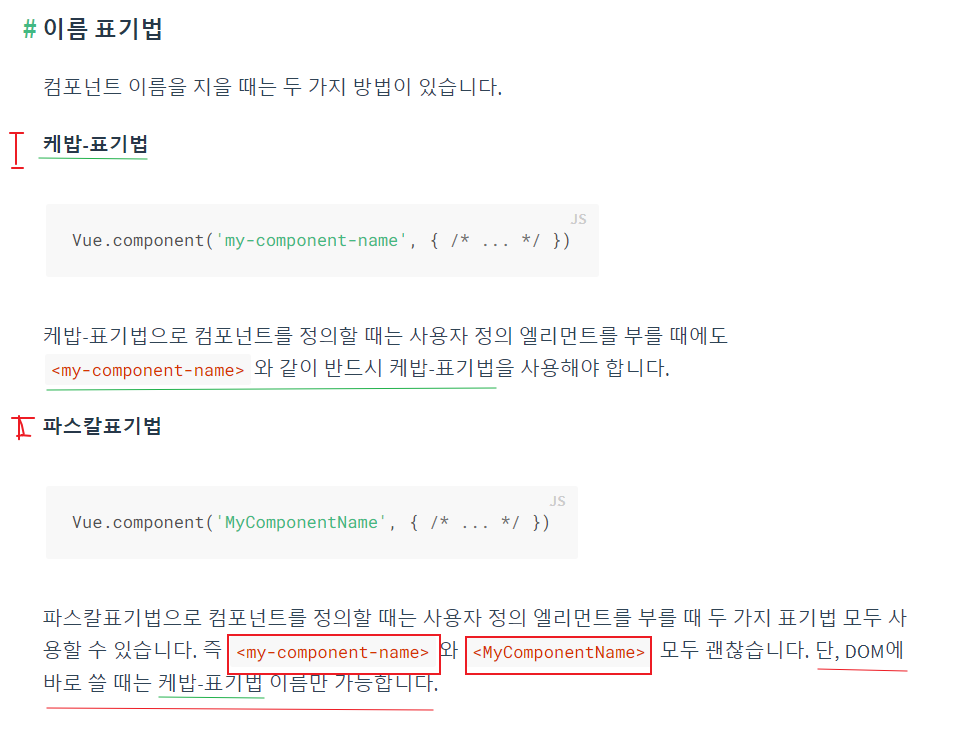 # 이름 표기법
컴포넌트 이름을 지을 때는 두 가지 방법이 있습니다.
케밥-표기법
JS
Vue.component('my-component-name', { /* ... */ })
케밥-표기법으로 컴포넌트를 정의할 때는 사용자 정의 엘리먼트를 부를 때에도
<my-component-name> 와 같이 반드시 케밥-표기법을 사용해야 합니다.
파스칼표기법
JS
Vue.component('MyComponentName', { /* ... */ })
파스칼표기법으로 컴포넌트를 정의할 때는 사용자 정의 엘리먼트를 부를 때 두 가지 표기법 모두 사
용할 수 있습니다. 즉 <my-component-name> 와 <MyComponentName> 모두 괜찮습니다. 단, DOM에
바로 쓸 때는 케밥-표기법 이름만 가능합니다.